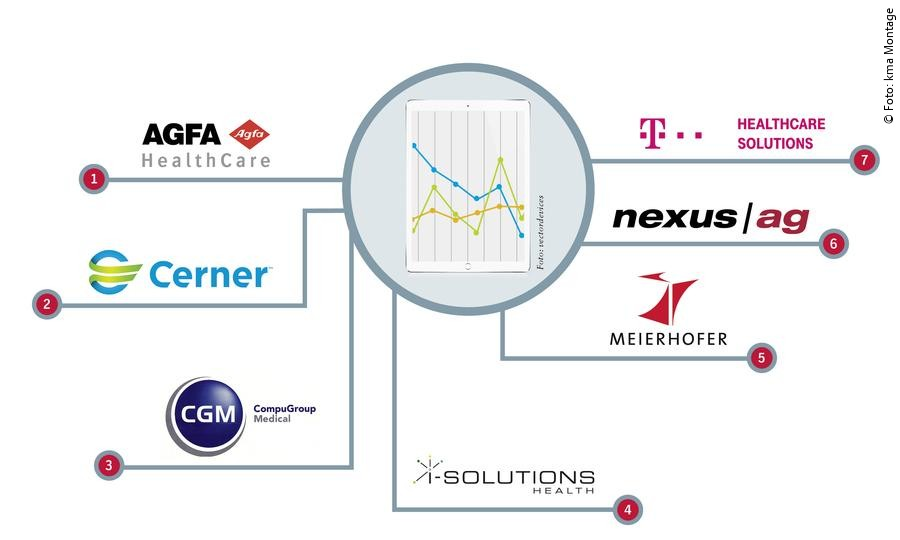 © Foto: kma Montage
AGFA
Agfa
HealthCare
1
Cerner™
2
CGM
CompuGroup
Medical
3
i-SOLUTIONS
HEALTH
4
MEIERHOFER
5
nexus|ag
6
T··
HEALTHCARE
SOLUTIONS
7
Foto: vectordevices